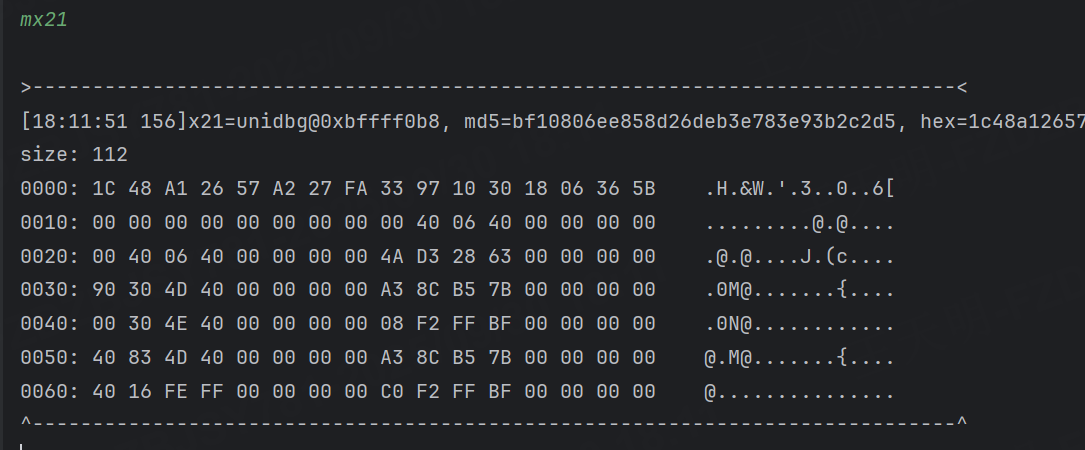 mx21
>-----------------------------------------------------------------------------<
[18:11:51 156]x21=unidbg@0xbffff0b8, md5=bf10806ee858d26deb3e783e93b2c2d5, hex=1c48a12657
size: 112
0000: 1C 48 A1 26 57 A2 27 FA 33 97 10 30 18 06 36 5B    .H.&W.'.3..0..6[
0010: 00 00 00 00 00 00 00 00 00 40 06 40 00 00 00 00    .........@.@....
0020: 00 40 06 40 00 00 00 00 4A D3 28 63 00 00 00 00    .@.@....J.(c....
0030: 90 30 4D 40 00 00 00 00 A3 8C B5 7B 00 00 00 00    .0M@.......{....
0040: 00 30 4E 40 00 00 00 00 08 F2 FF BF 00 00 00 00    .0N@............
0050: 40 83 4D 40 00 00 00 00 A3 8C B5 7B 00 00 00 00    @.M@.......{....
0060: 40 16 FE FF 00 00 00 00 C0 F2 FF BF 00 00 00 00    @...............
^-----------------------------------------------------------------------------^